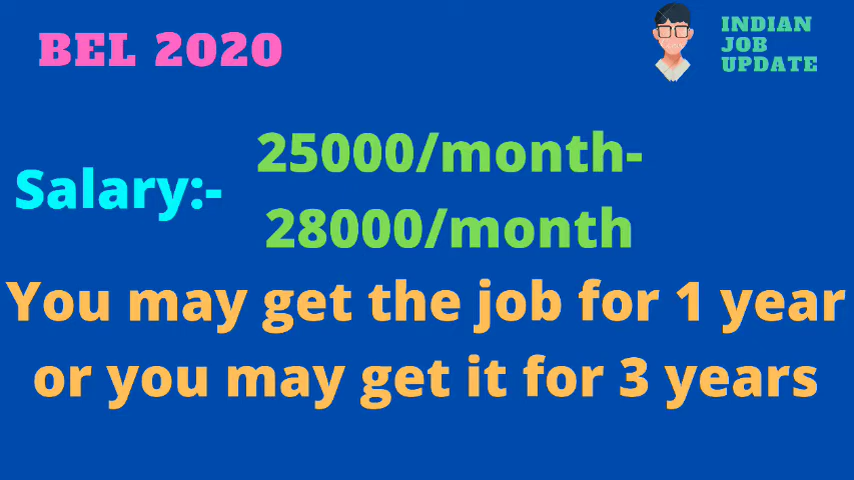 BEL 2020
INDIAN
JOB
UPDATE
Salary:-
25000/month-
28000/month
You may get the job for 1 year
or you may get it for 3 years